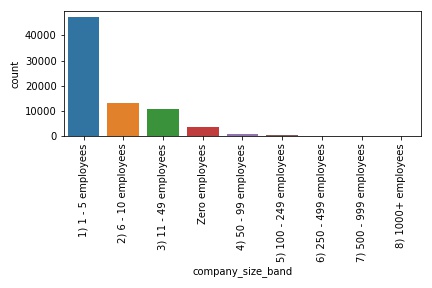 40000
30000
20000
10000
0
count
1) 1 - 5 employees
2) 6 - 10 employees
3) 11 - 49 employees
Zero employees
4) 50 - 99 employees
5) 100 - 249 employees
6) 250 - 499 employees
7) 500 - 999 employees
8) 1000+ employees
company_size_band